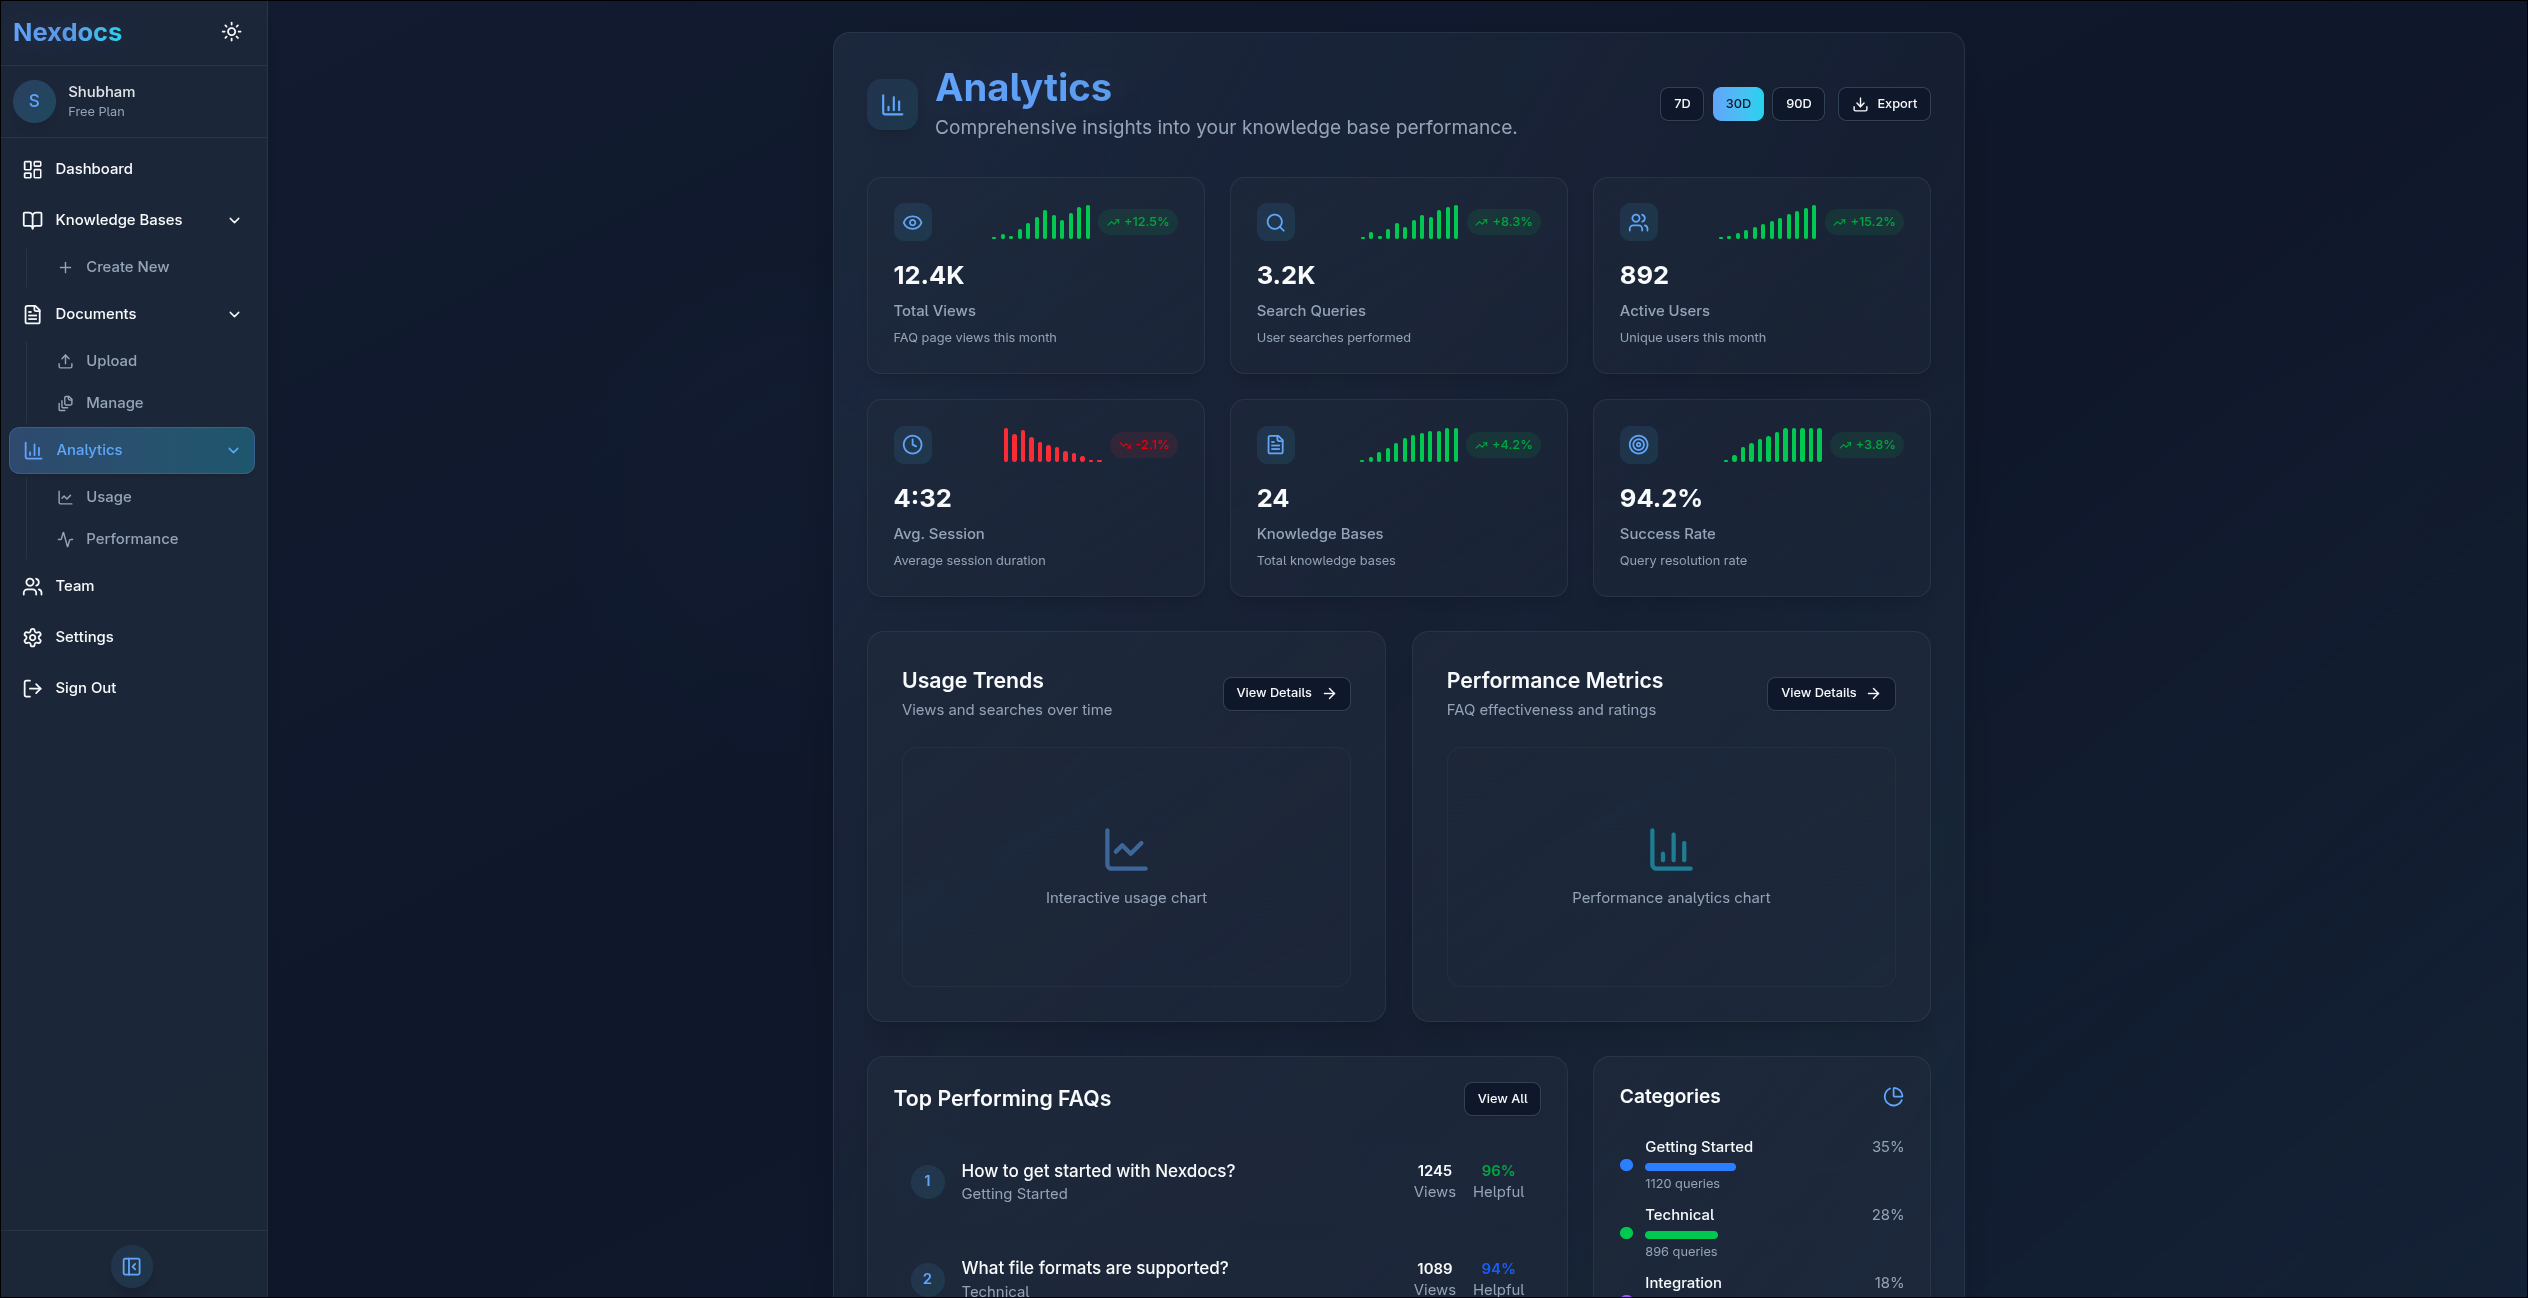 Nexdocs
S
Shubham
Free Plan
Dashboard
Knowledge Bases
Create New
Documents
Upload
Manage
Analytics
Usage
Performance
Team
Settings
Sign Out
Analytics
Comprehensive insights into your knowledge base performance.
7D
30D
90D
Export
+12.5%
12.4K
Total Views
FAQ page views this month
+8.3%
3.2K
Search Queries
User searches performed
+15.2%
892
Active Users
Unique users this month
-2.1%
4:32
Avg. Session
Average session duration
+4.2%
24
Knowledge Bases
Total knowledge bases
+3.8%
94.2%
Success Rate
Query resolution rate
Usage Trends
Views and searches over time
View Details
Interactive usage chart
Performance Metrics
FAQ effectiveness and ratings
View Details
Performance analytics chart
Top Performing FAQs
View All
1
How to get started with Nexdocs?
Getting Started
1245
Views
96%
Helpful
2
What file formats are supported?
Technical
1089
Views
94%
Helpful
Categories
Getting Started
35%
1120 queries
Technical
28%
896 queries
Integration
18%